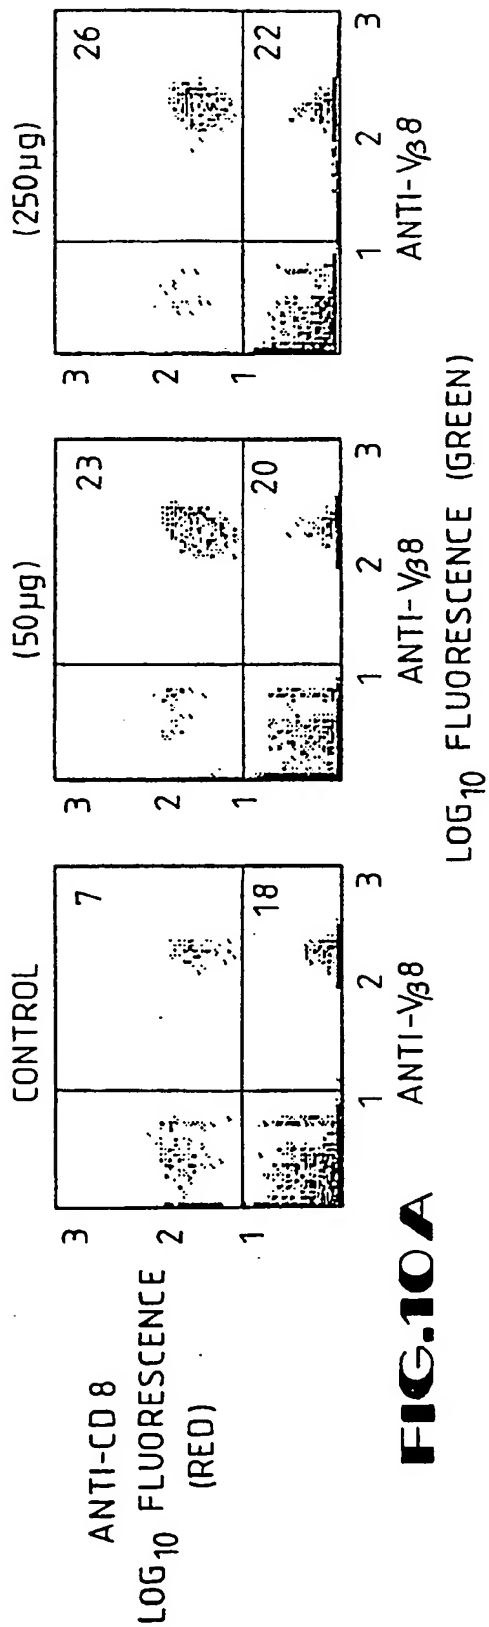 CONTROL
(50µg)
(250µg)
ANTI-CD 8
LOG10 FLUORESCENCE
(RED)
3
2
1
7
18
1
2
3
ANTI-Vβ8
3
2
1
23
20
1
2
3
ANTI-Vβ8
3
2
1
26
22
1
2
3
ANTI-Vβ8
LOG10 FLUORESCENCE (GREEN)
FIG.10A